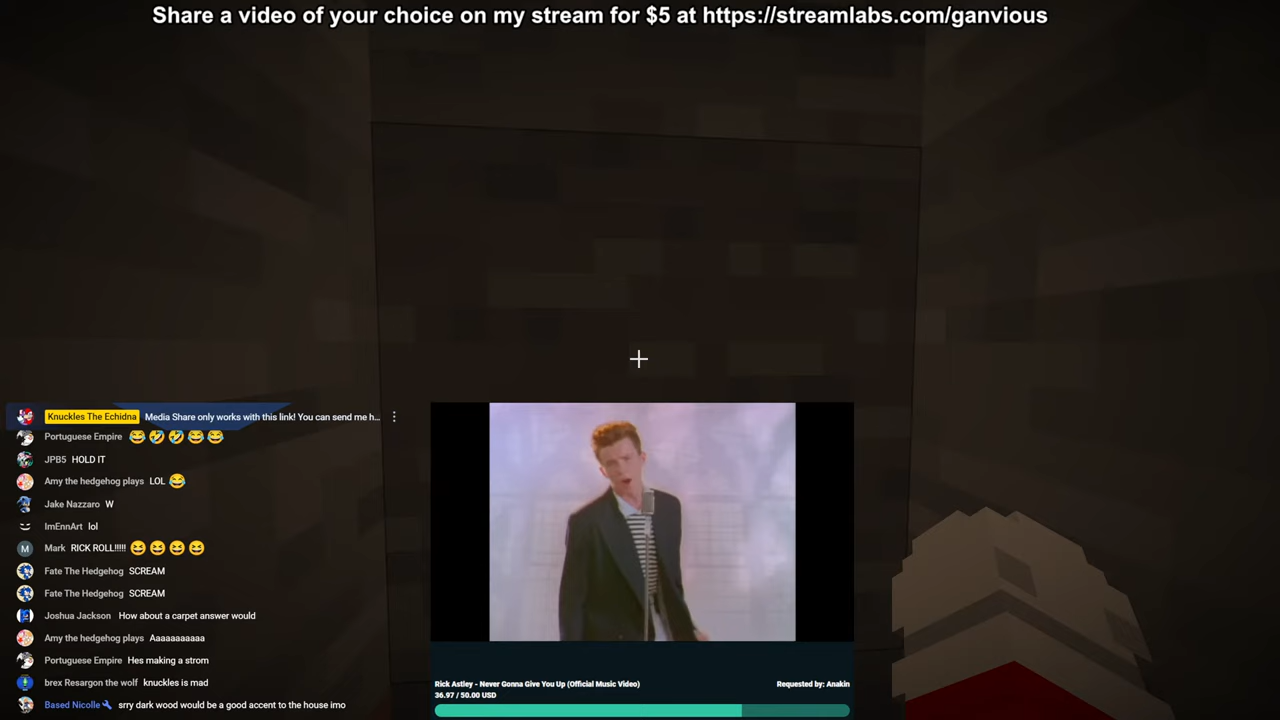 Share a video of your choice on my stream for $5 at https://streamlabs.com/ganvious
Knuckles The Echidna Media Share only works with this link! You can send me h...
Portuguese Empire 😂 🤣 🤣 😂 😂
JPB5 HOLD IT
Amy the hedgehog plays LOL 😂
Jake Nazzaro W
ImEnnArt lol
M Mark RICK ROLL!!!!! 😆 😆 😆 😆
Fate The Hedgehog SCREAM
Fate The Hedgehog SCREAM
Joshua Jackson How about a carpet answer would
Amy the hedgehog plays Aaaaaaaaaa
Portuguese Empire Hes making a strom
brex Resargon the wolf knuckles is mad
Based Nicolle srry dark wood would be a good accent to the house imo
Rick Astley - Never Gonna Give You Up (Official Music Video) Requested by: Anakin
36.97 / 50.00 USD